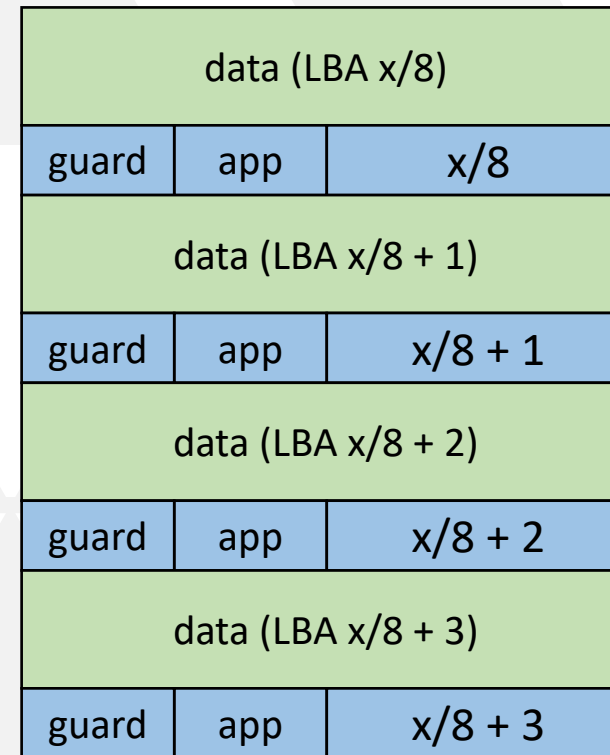 data (LBA x/8)
guard app x/8
data (LBA x/8 + 1)
guard app x/8 + 1
data (LBA x/8 + 2)
guard app x/8 + 2
data (LBA x/8 + 3)
guard app x/8 + 3